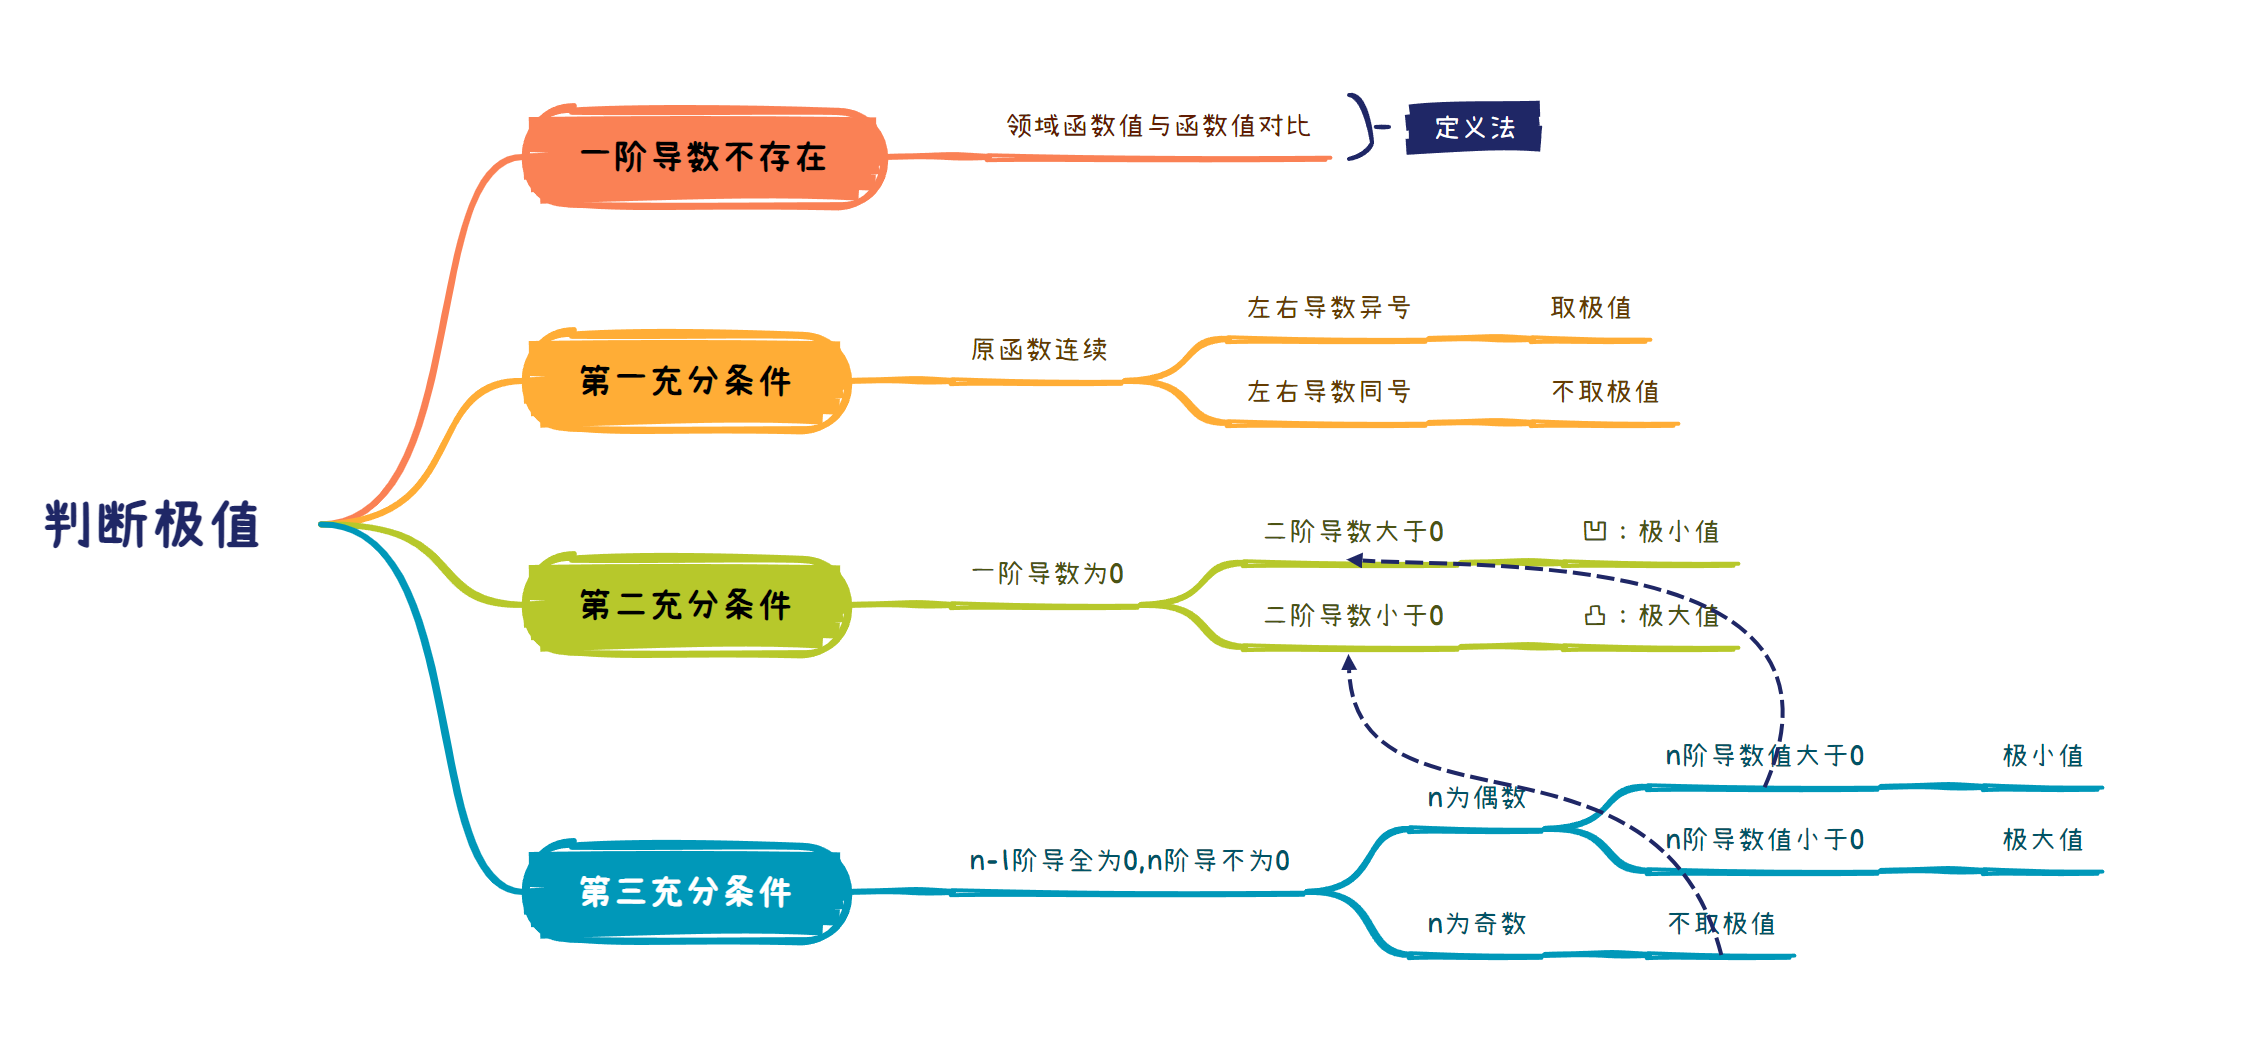 判断极值
一阶导数不存在
领域函数值与函数值对比
定义法
第一充分条件
原函数连续
左右导数异号
取极值
左右导数同号
不取极值
第二充分条件
一阶导数为0
二阶导数大于0
凹：极小值
二阶导数小于0
凸：极大值
第三充分条件
n-1阶导全为0,n阶导不为0
n为偶数
n阶导数值大于0
极小值
n阶导数值小于0
极大值
n为奇数
不取极值